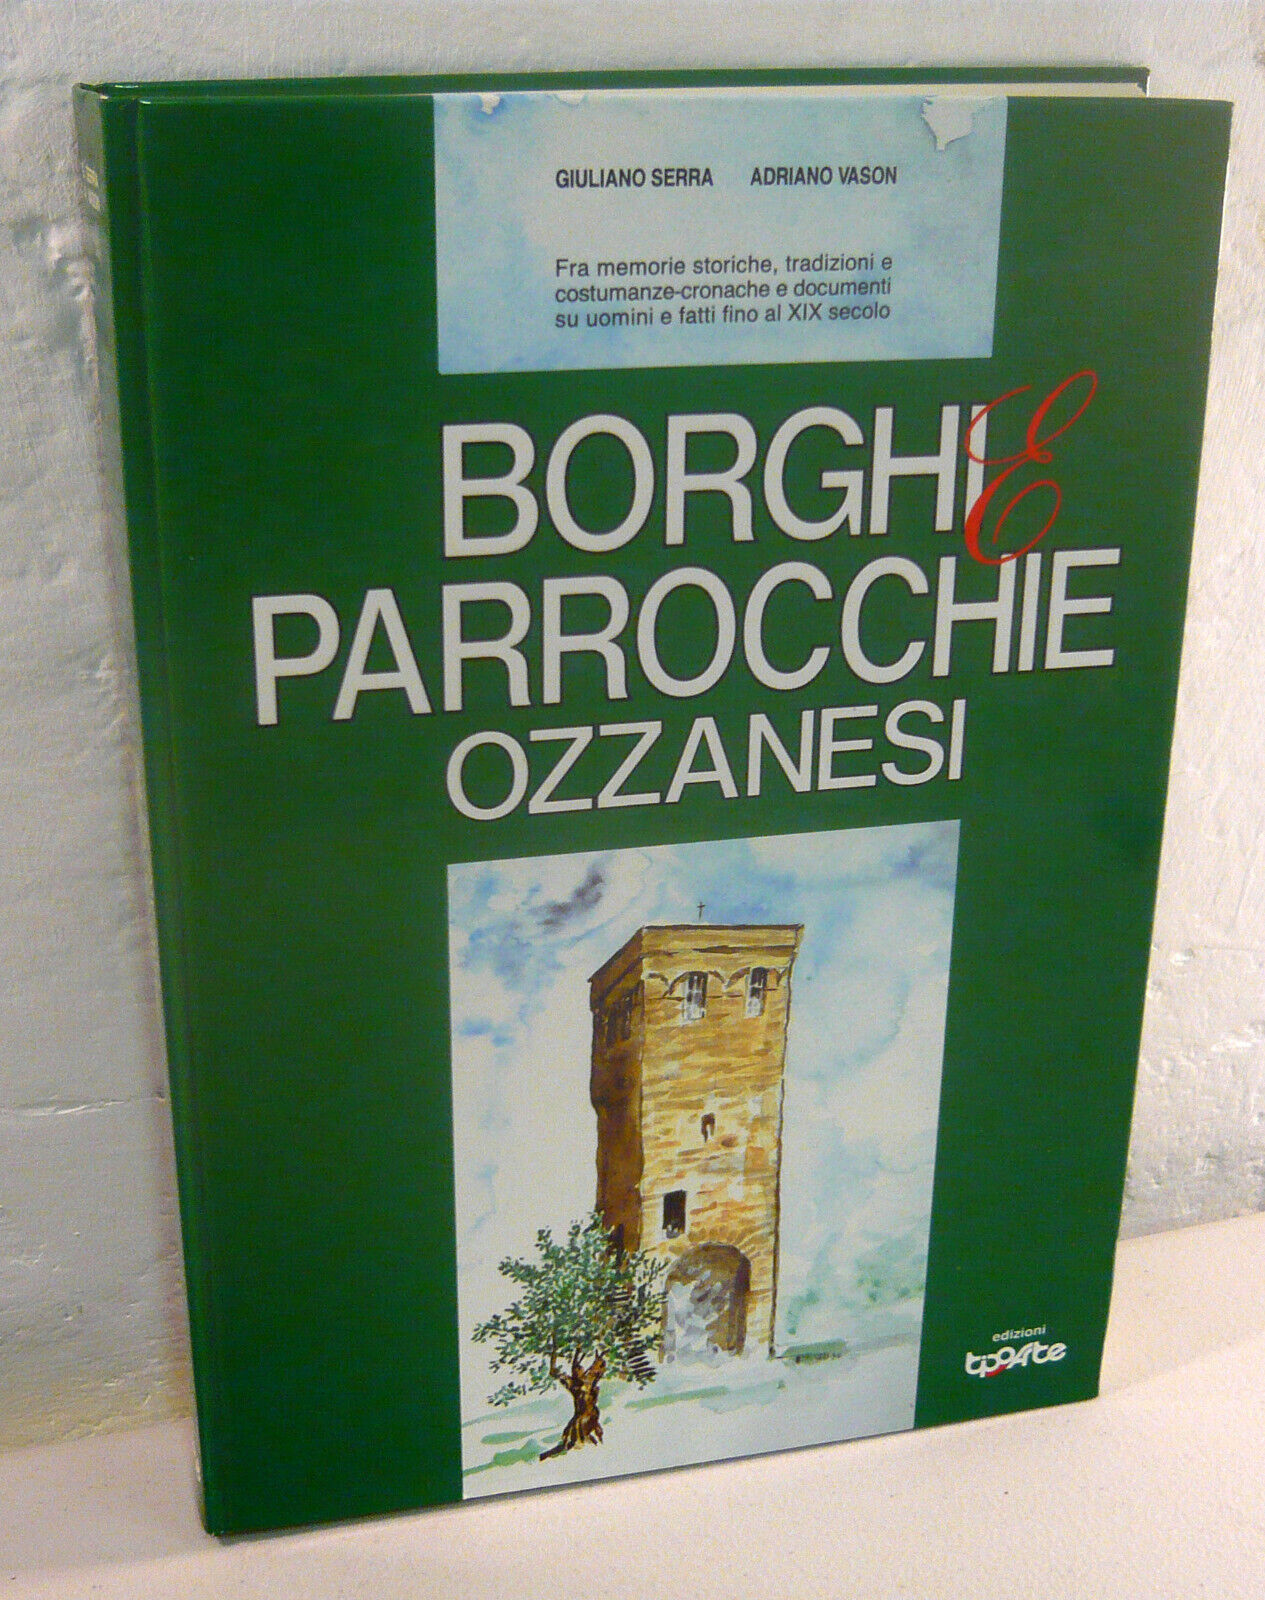 GIULIANO SERRA ADRIANO VASON
Fra memorie storiche, tradizioni e
costumanze-cronache e documenti
su uomini e fatti fino al XIX secolo
BORGHI E
PARROCCHIE
OZZANESI
edizioni
tipoarte